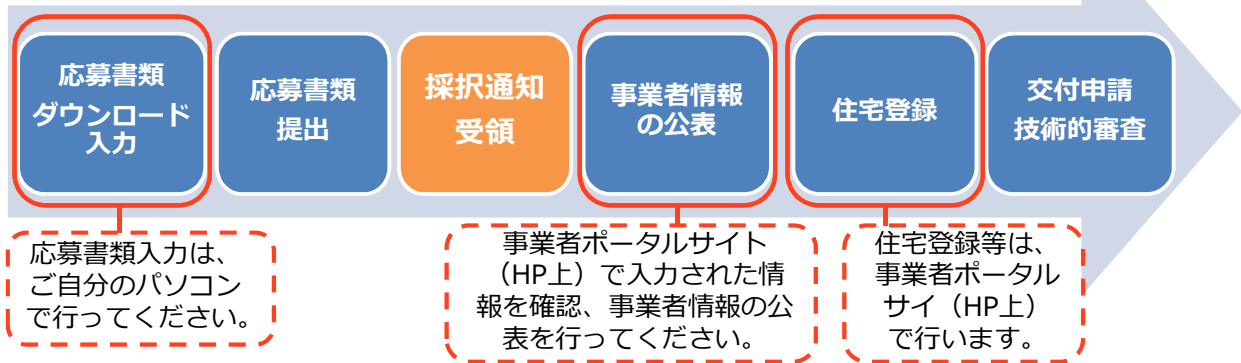 応募書類
ダウンロード
入力
応募書類
提出
採択通知
受領
事業者情報
の公表
住宅登録
交付申請
技術的審査
応募書類入力は、
ご自分のパソコン
で行ってください。
事業者ポータルサイト
（HP上）で入力された情
報を確認、事業者情報の公
表を行ってください。
住宅登録等は、
事業者ポータル
サイ（HP上）
で行います。